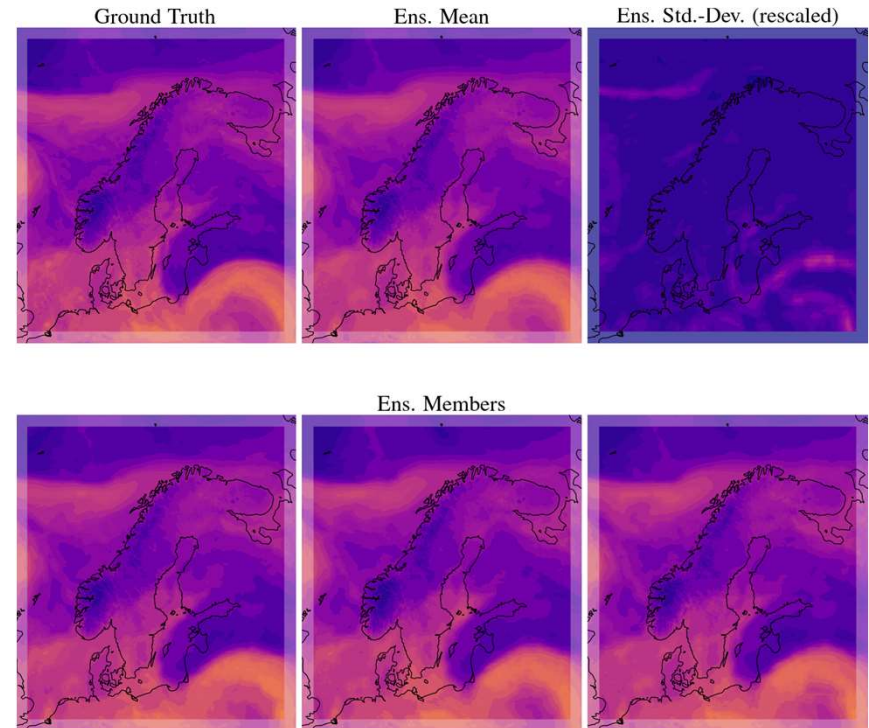 Ground Truth
Ens. Mean
Ens. Std.-Dev. (rescaled)
Ens. Members